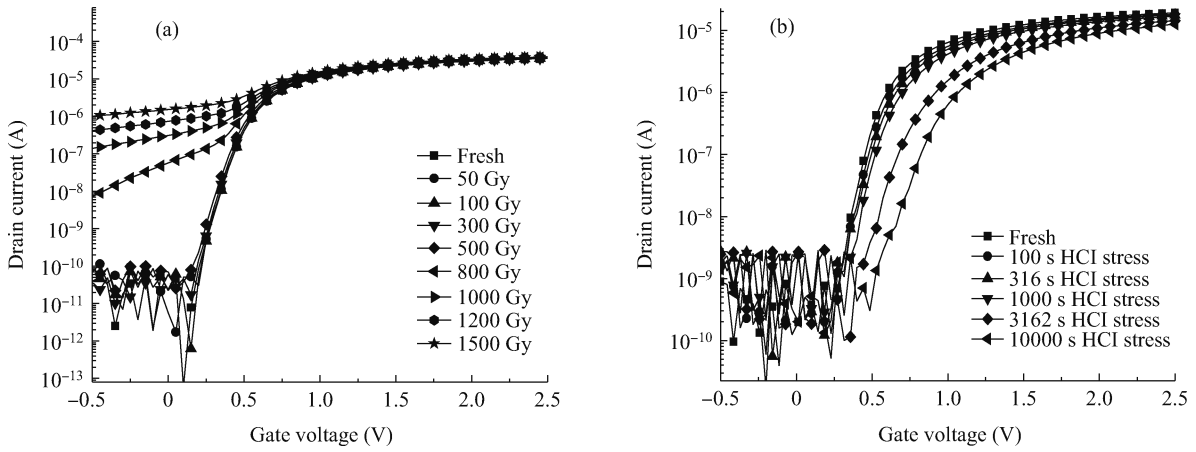 (a)
Drain current (A)
10⁻⁴
10⁻⁵
10⁻⁶
10⁻⁷
10⁻⁸
10⁻⁹
10⁻¹⁰
10⁻¹¹
10⁻¹²
10⁻¹³
Fresh
50 Gy
100 Gy
300 Gy
500 Gy
800 Gy
1000 Gy
1200 Gy
1500 Gy
−0.5 0 0.5 1.0 1.5 2.0 2.5
Gate voltage (V)
(b)
Drain current (A)
10⁻⁵
10⁻⁶
10⁻⁷
10⁻⁸
10⁻⁹
10⁻¹⁰
Fresh
100 s HCI stress
316 s HCI stress
1000 s HCI stress
3162 s HCI stress
10000 s HCI stress
−0.5 0 0.5 1.0 1.5 2.0 2.5
Gate voltage (V)